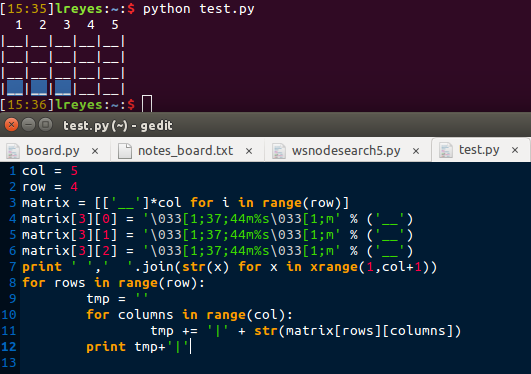 [15:35]lreyes:~:$ python test.py
  1  2  3  4  5
|__|__|__|__|__|
|__|__|__|__|__|
|__|__|__|__|__|
|__|__|__|__|__|
[15:36]lreyes:~:$
test.py (~) - gedit
board.py × notes_board.txt × wsnodesearch5.py × test.py ×
1 col = 5
2 row = 4
3 matrix = [['__']*col for i in range(row)]
4 matrix[3][0] = '\033[1;37;44m%s\033[1;m' % ('__')
5 matrix[3][1] = '\033[1;37;44m%s\033[1;m' % ('__')
6 matrix[3][2] = '\033[1;37;44m%s\033[1;m' % ('__')
7 print ' ','  '.join(str(x) for x in xrange(1,col+1))
8 for rows in range(row):
9         tmp = ''
10         for columns in range(col):
11                 tmp += '|' + str(matrix[rows][columns])
12         print tmp+'|'
13